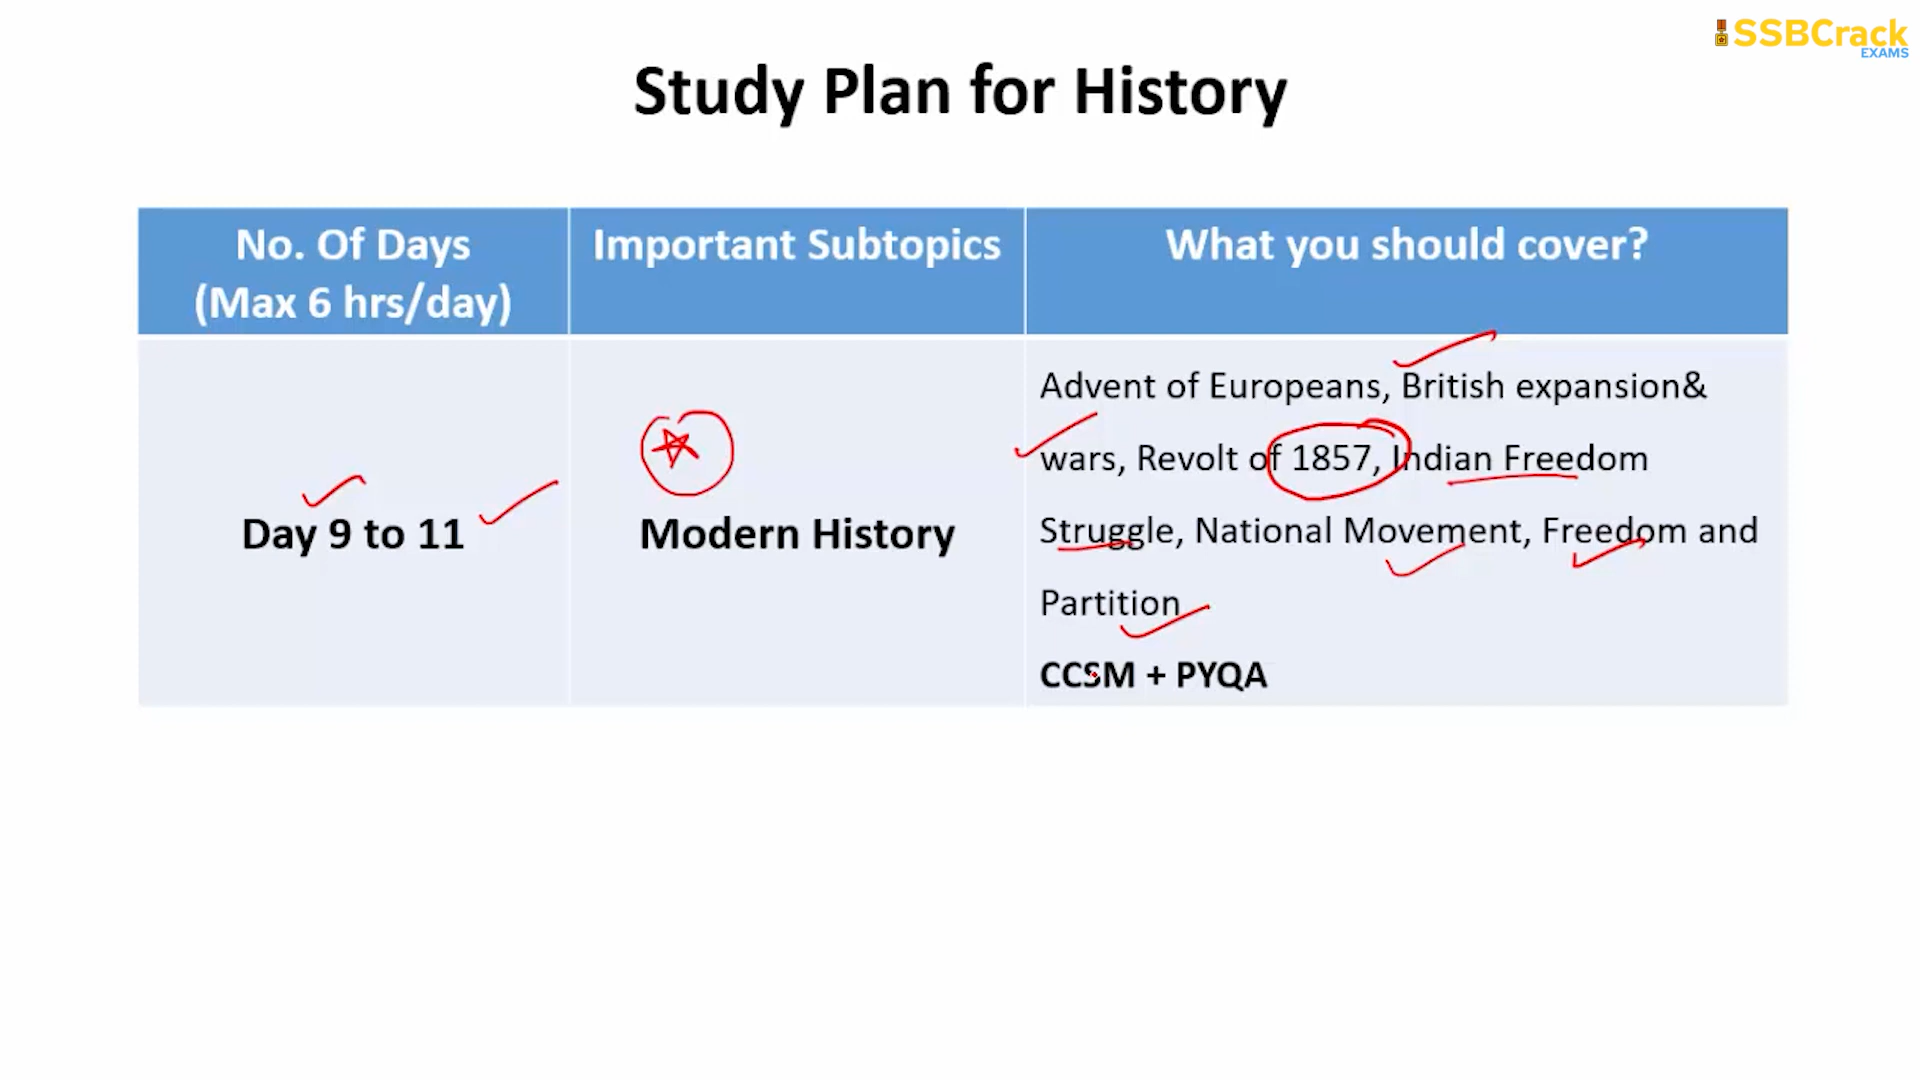 SSBCrack
EXAMS
Study Plan for History
No. Of Days
(Max 6 hrs/day)
Important Subtopics
What you should cover?
Day 9 to 11
Modern History
Advent of Europeans, British expansion&
wars, Revolt of 1857, Indian Freedom
Struggle, National Movement, Freedom and
Partition
CCSM + PYQA